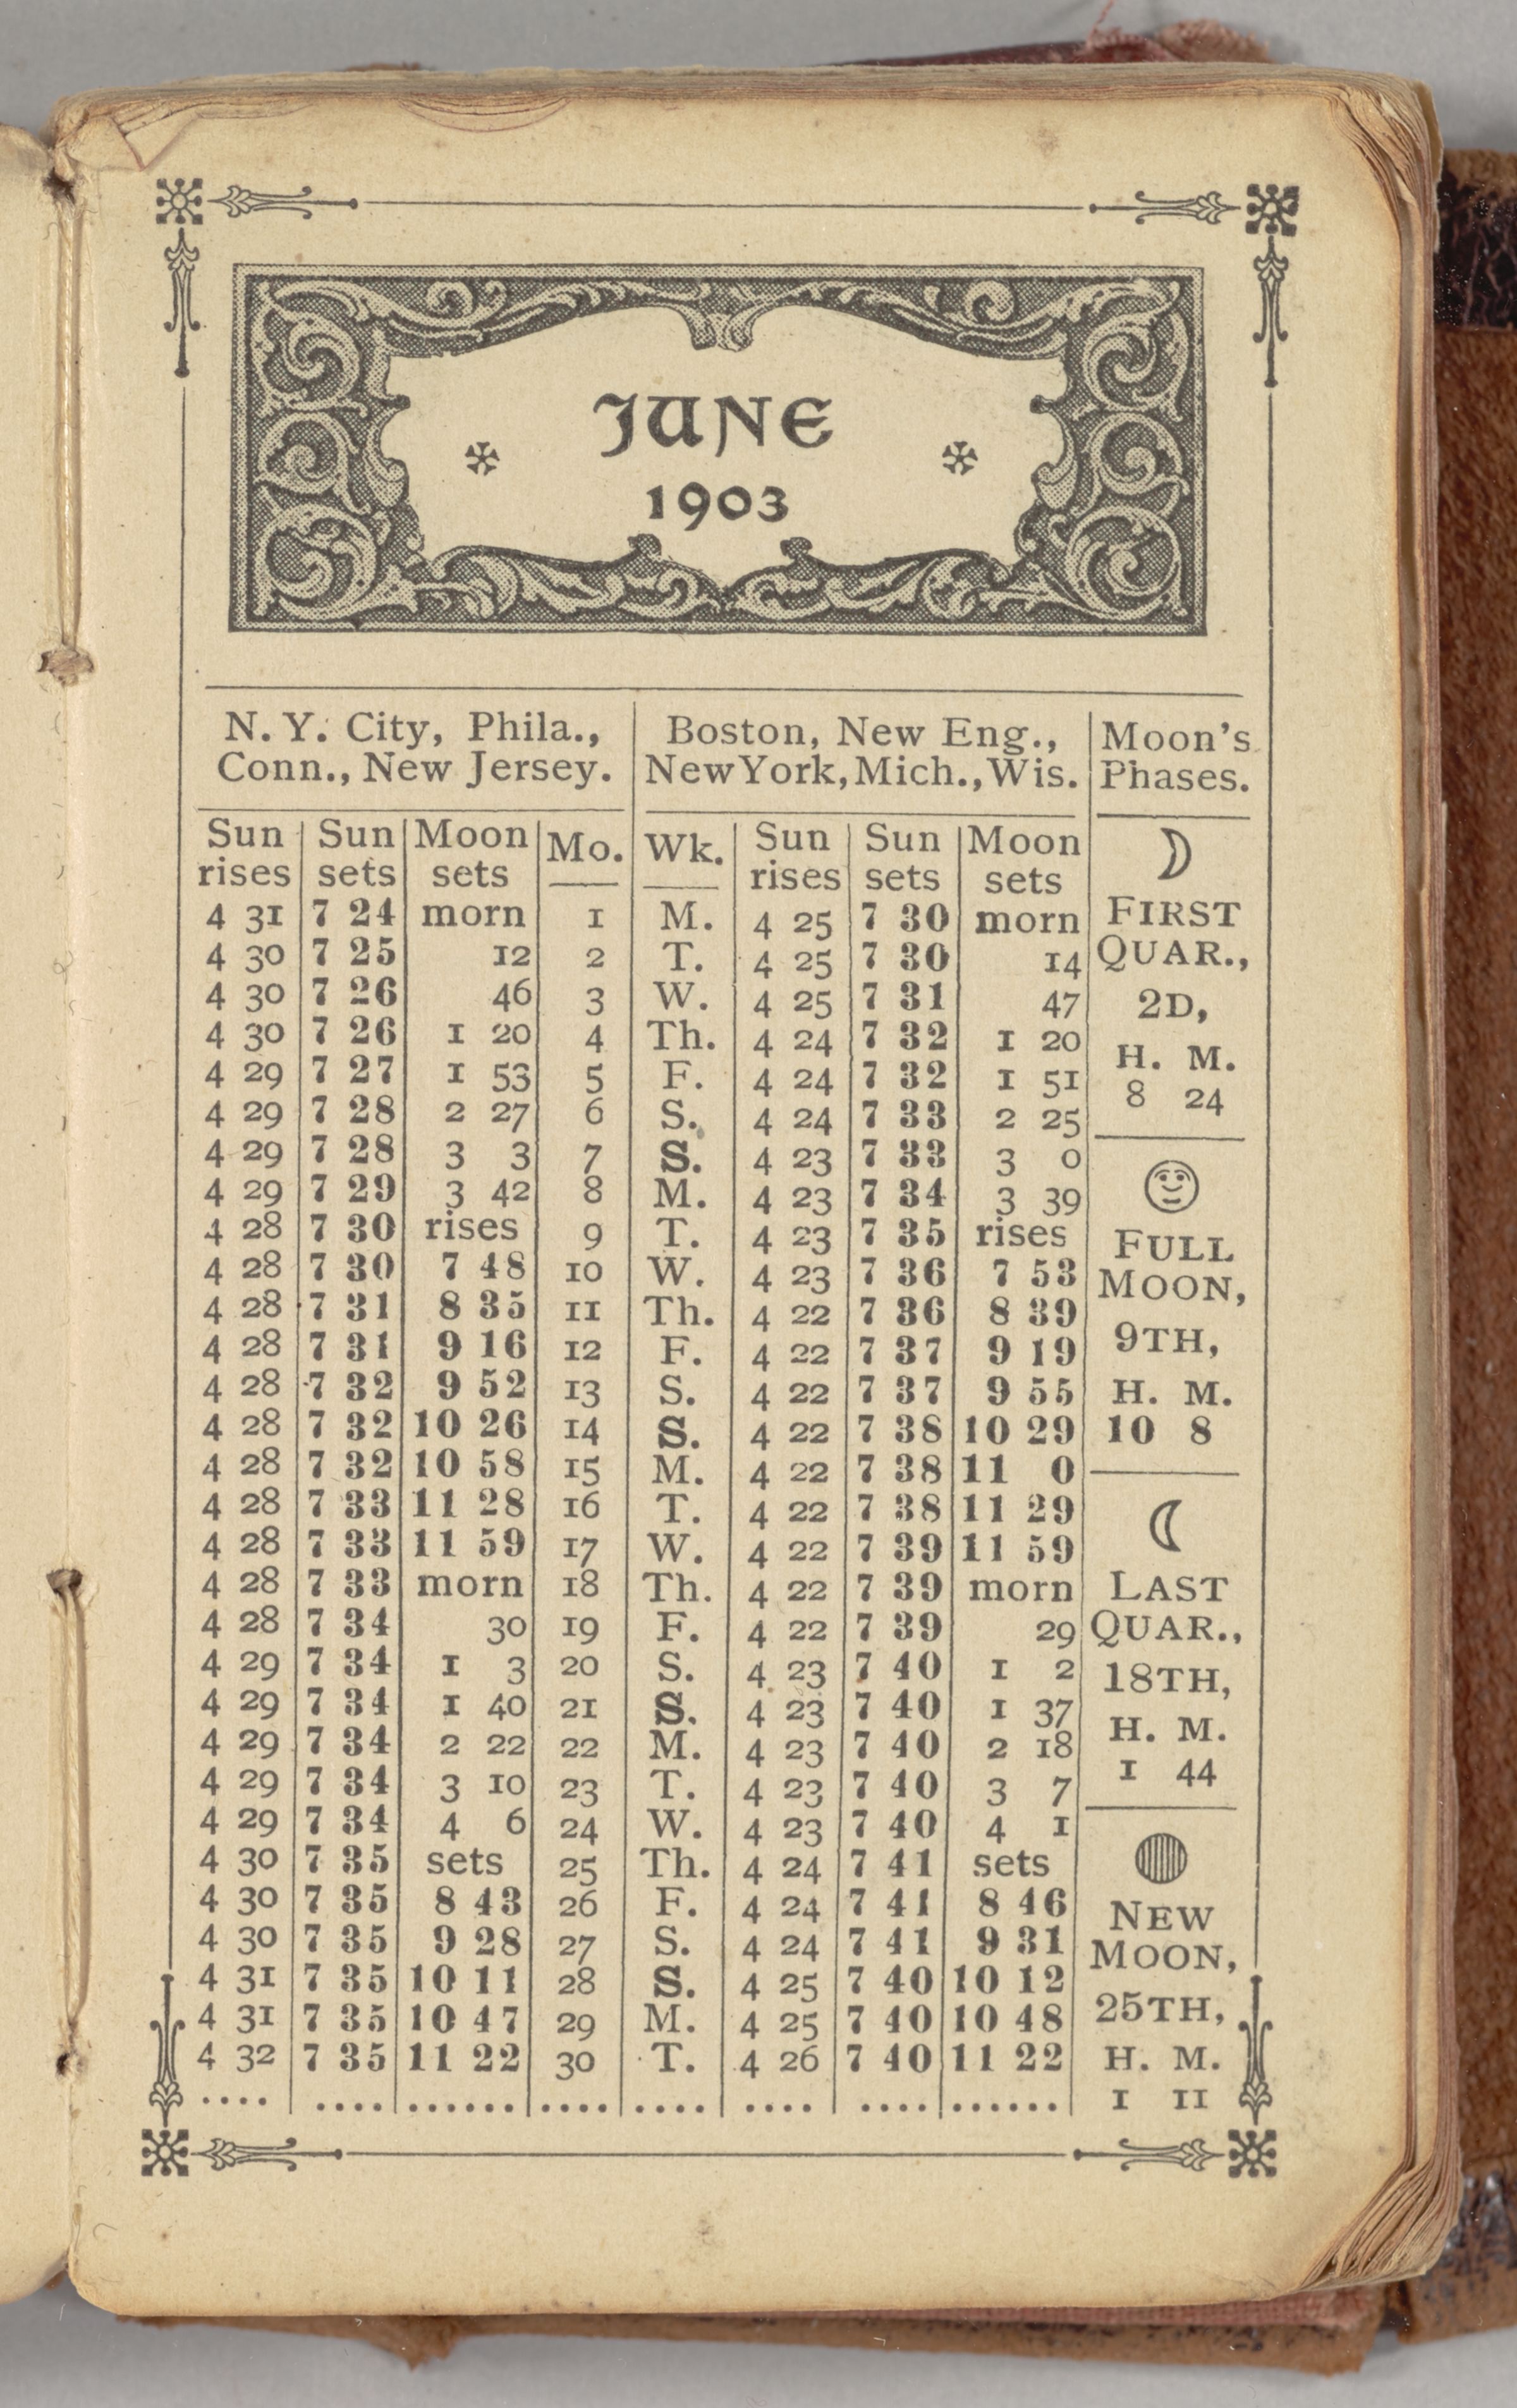 JUNE
1903
N. Y. City, Phila., Conn., New Jersey. | Boston, New Eng., New York, Mich., Wis. | Moon's Phases.
Sun rises | Sun sets | Moon sets | Mo. | Wk. | Sun rises | Sun sets | Moon sets
4 31 | 7 24 | morn | 1 | M. | 4 25 | 7 30 | morn
4 30 | 7 25 | 12 | 2 | T. | 4 25 | 7 30 | 14
4 30 | 7 26 | 46 | 3 | W. | 4 25 | 7 31 | 47
4 30 | 7 26 | 1 20 | 4 | Th. | 4 24 | 7 32 | 1 20
4 29 | 7 27 | 1 53 | 5 | F. | 4 24 | 7 32 | 1 51
4 29 | 7 28 | 2 27 | 6 | S. | 4 24 | 7 33 | 2 25
4 29 | 7 28 | 3 3 | 7 | S. | 4 23 | 7 33 | 3 0
4 29 | 7 29 | 3 42 | 8 | M. | 4 23 | 7 34 | 3 39
4 28 | 7 30 | rises | 9 | T. | 4 23 | 7 35 | rises
4 28 | 7 30 | 7 48 | 10 | W. | 4 23 | 7 36 | 7 53
4 28 | 7 31 | 8 35 | 11 | Th. | 4 22 | 7 36 | 8 39
4 28 | 7 31 | 9 16 | 12 | F. | 4 22 | 7 37 | 9 19
4 28 | 7 32 | 9 52 | 13 | S. | 4 22 | 7 37 | 9 55
4 28 | 7 32 | 10 26 | 14 | S. | 4 22 | 7 38 | 10 29
4 28 | 7 32 | 10 58 | 15 | M. | 4 22 | 7 38 | 11 0
4 28 | 7 33 | 11 28 | 16 | T. | 4 22 | 7 38 | 11 29
4 28 | 7 33 | 11 59 | 17 | W. | 4 22 | 7 39 | 11 59
4 28 | 7 33 | morn | 18 | Th. | 4 22 | 7 39 | morn
4 28 | 7 34 | 30 | 19 | F. | 4 22 | 7 39 | 29
4 29 | 7 34 | 1 3 | 20 | S. | 4 23 | 7 40 | 1 2
4 29 | 7 34 | 1 40 | 21 | S. | 4 23 | 7 40 | 1 37
4 29 | 7 34 | 2 22 | 22 | M. | 4 23 | 7 40 | 2 18
4 29 | 7 34 | 3 10 | 23 | T. | 4 23 | 7 40 | 3 7
4 29 | 7 34 | 4 6 | 24 | W. | 4 23 | 7 40 | 4 1
4 30 | 7 35 | sets | 25 | Th. | 4 24 | 7 41 | sets
4 30 | 7 35 | 8 43 | 26 | F. | 4 24 | 7 41 | 8 46
4 30 | 7 35 | 9 28 | 27 | S. | 4 24 | 7 41 | 9 31
4 31 | 7 35 | 10 11 | 28 | S. | 4 25 | 7 40 | 10 12
4 31 | 7 35 | 10 47 | 29 | M. | 4 25 | 7 40 | 10 48
4 32 | 7 35 | 11 22 | 30 | T. | 4 26 | 7 40 | 11 22
.... | .... | ...... | .... | .... | .... | .... | ......
FIRST
QUAR.,
2D,
H. M.
8 24
FULL
MOON,
9TH,
H. M.
10 8
LAST
QUAR.,
18TH,
H. M.
1 44
NEW
MOON,
25TH,
H. M.
1 11